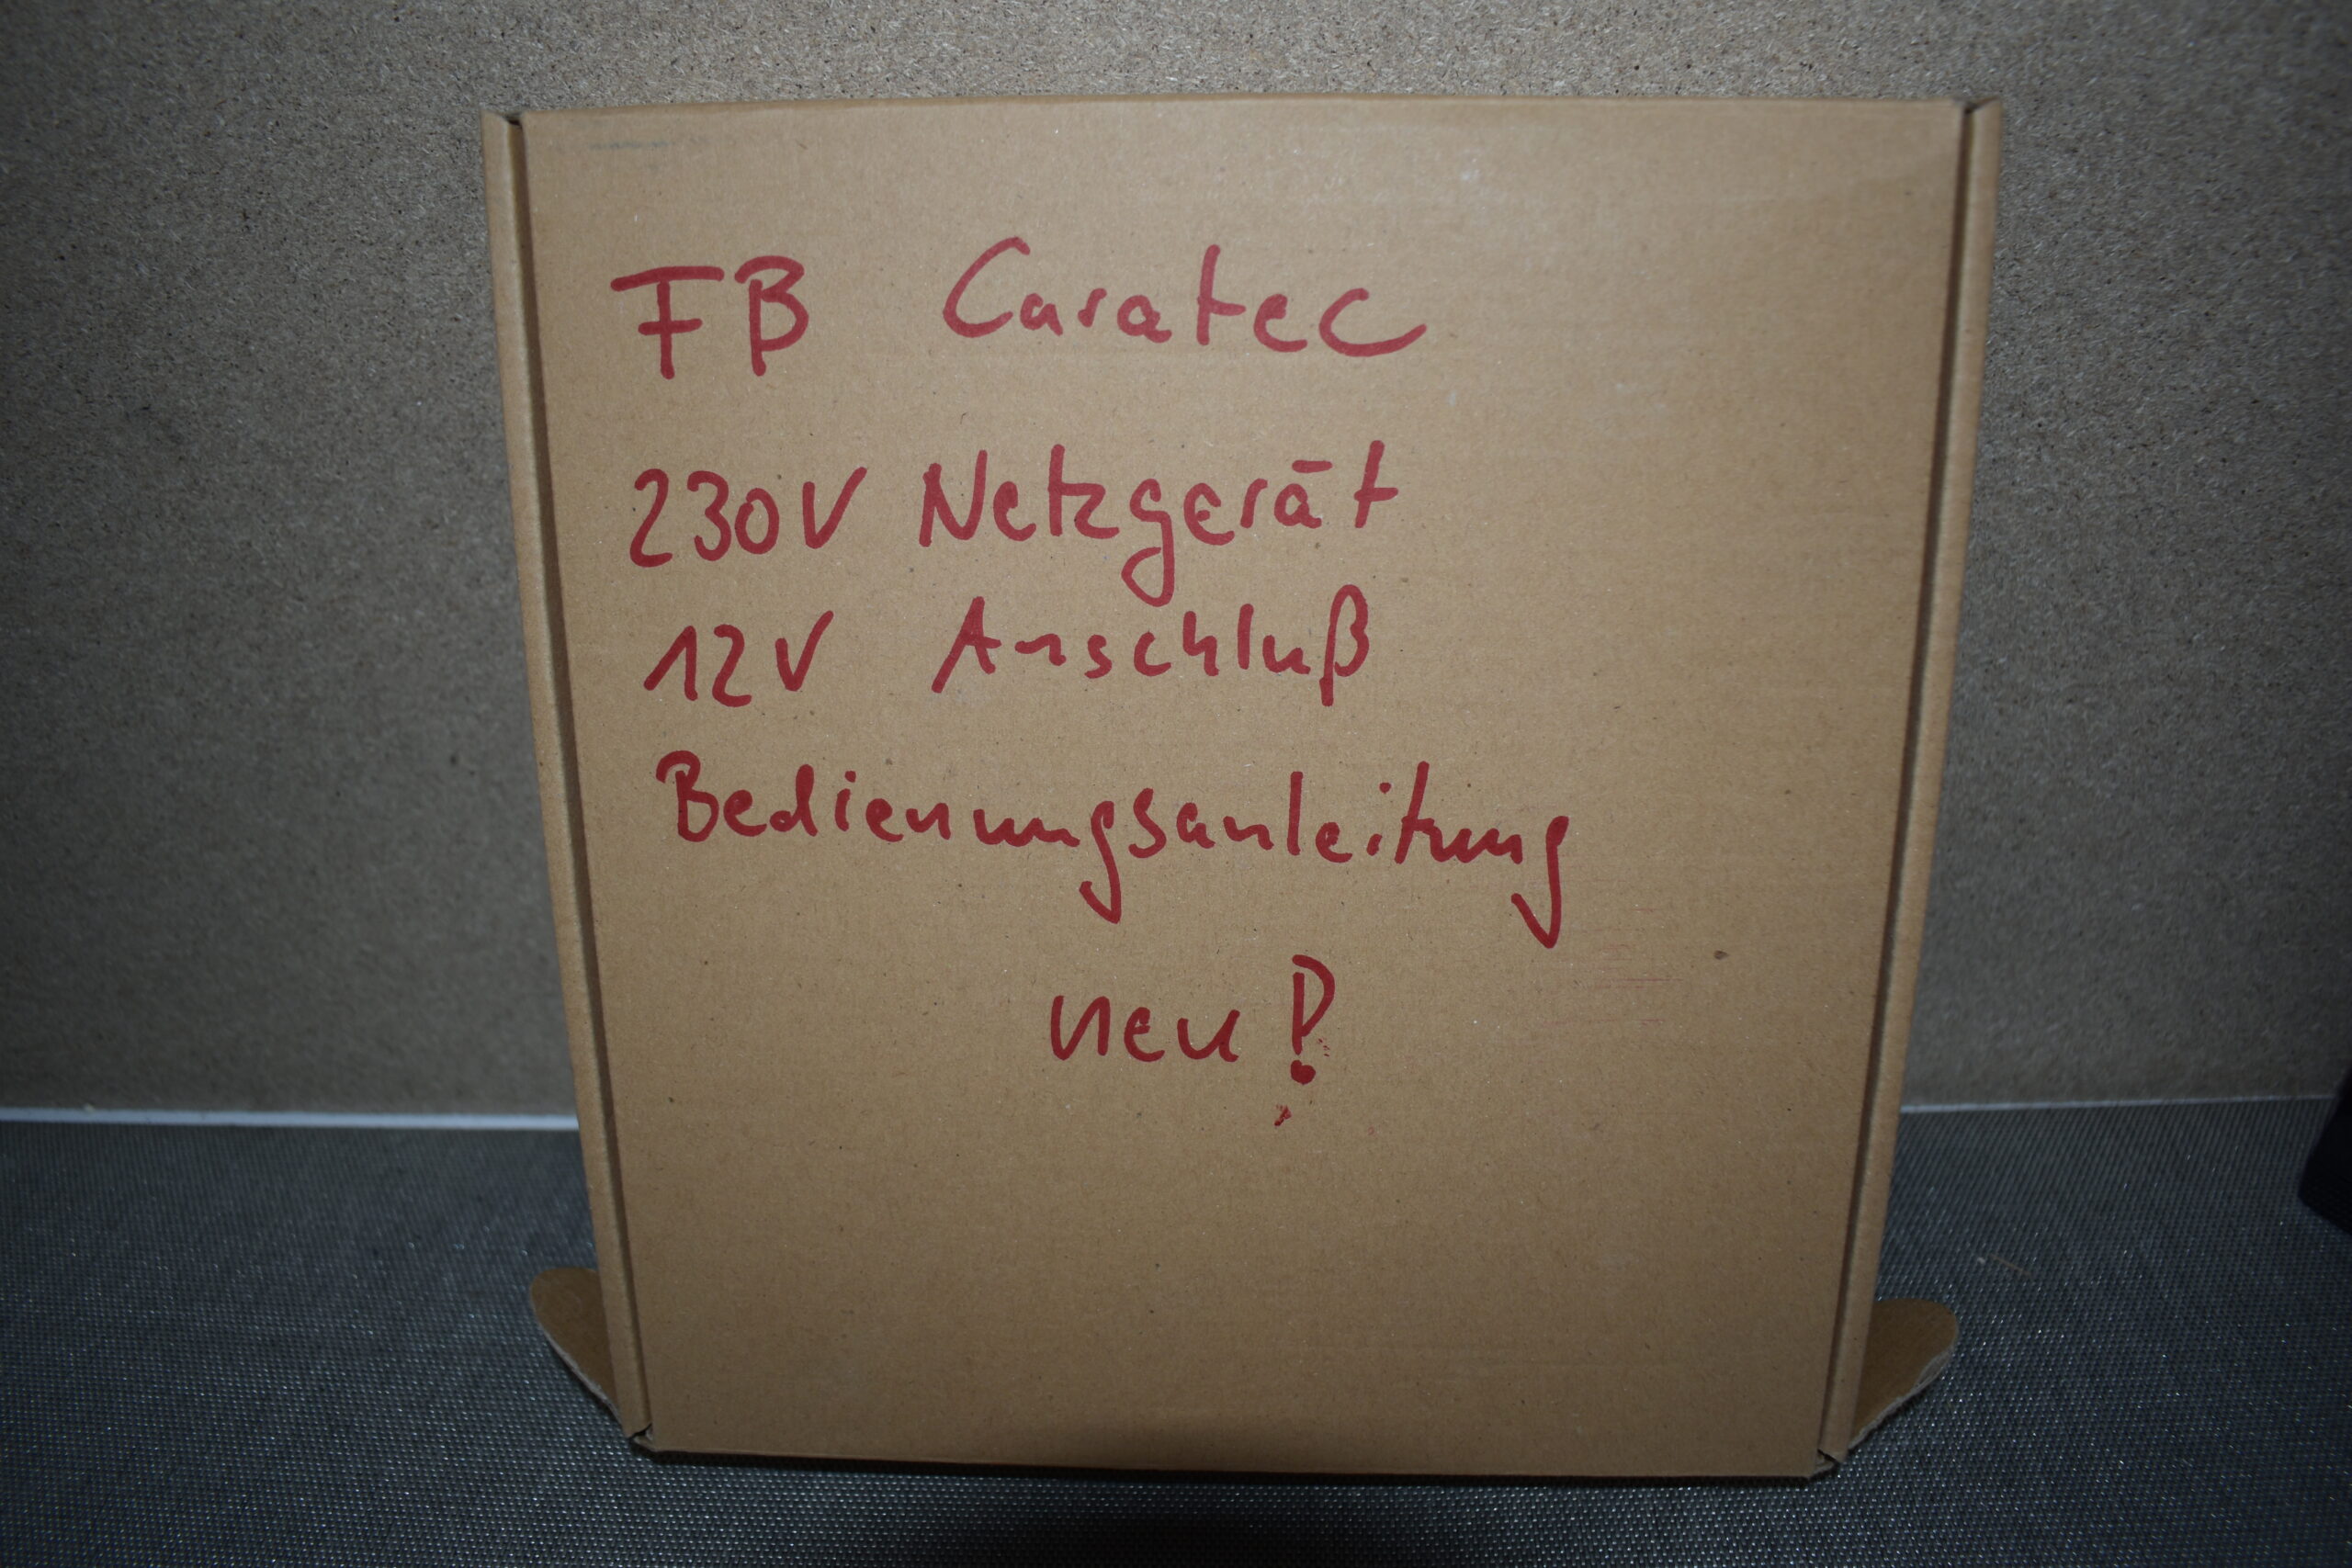 FB Caratec
230V Netzgerät
12V Anschluß
Bedienungsanleitung
neu!